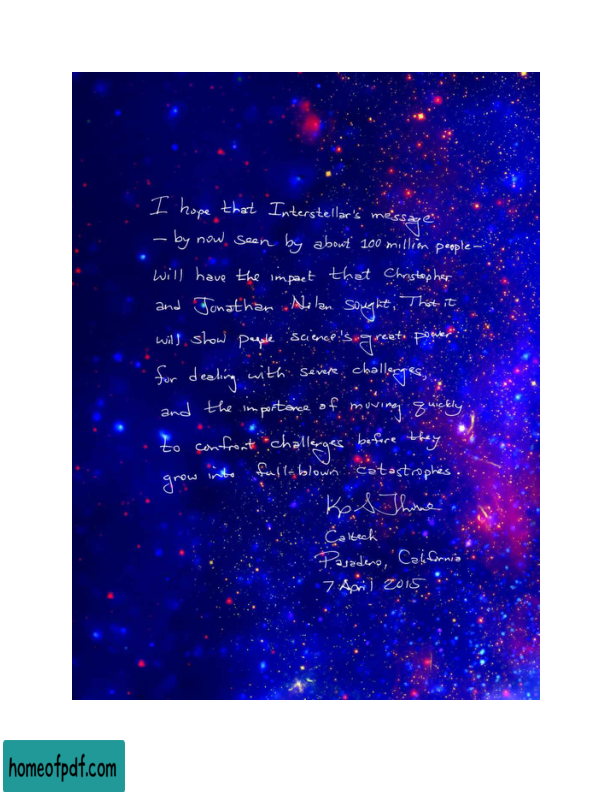 I hope that Interstellar's message
– by now seen by about 100 million people –
will have the impact that Christopher
and Jonathan Nolan sought, That it
will show people science's great power
for dealing with severe challenges,
and the importance of moving quickly
to confront challenges before they
grow into full-blown catastrophes.
Kip S Thorne
Caltech
Pasadena, California
7 April 2015
homeofpdf.com